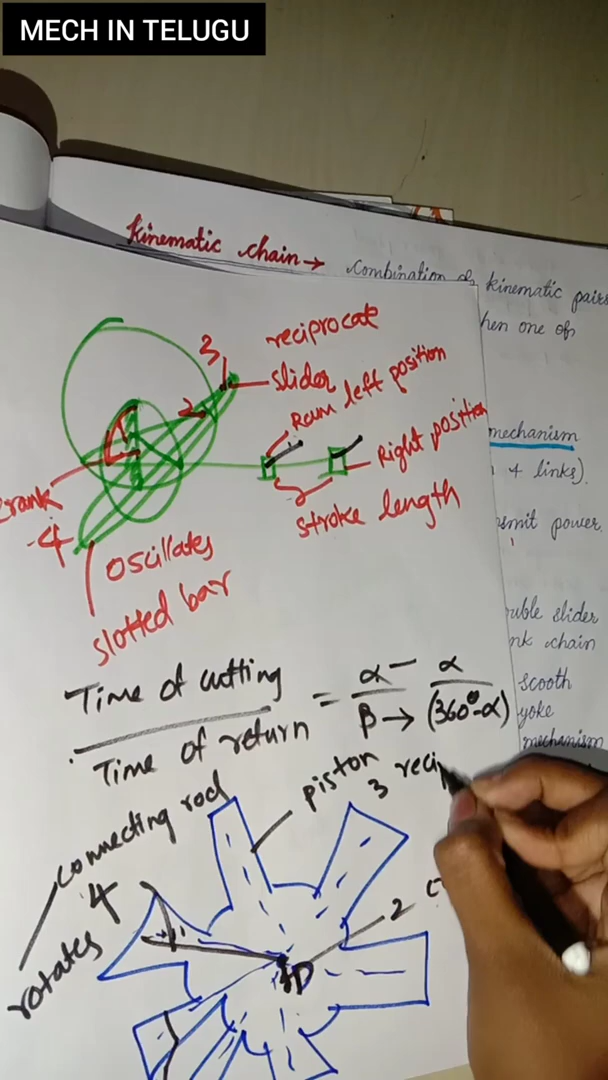 MECH IN TELUGU
kinematic chain →
Combination of kinematic pairs
hen one of
mechanism
4 links).
smit power.
uble slider
nk chain
scooth
yoke
mechanism
reciprocate
3
slider
2
1
Ram left position
Right position
stroke length
crank
4
oscillates
slotted bar
Time of cutting
Time of return
= α/β → α/(360°-α)
connecting rod
4
rotates
piston
3 reci
2
1
D